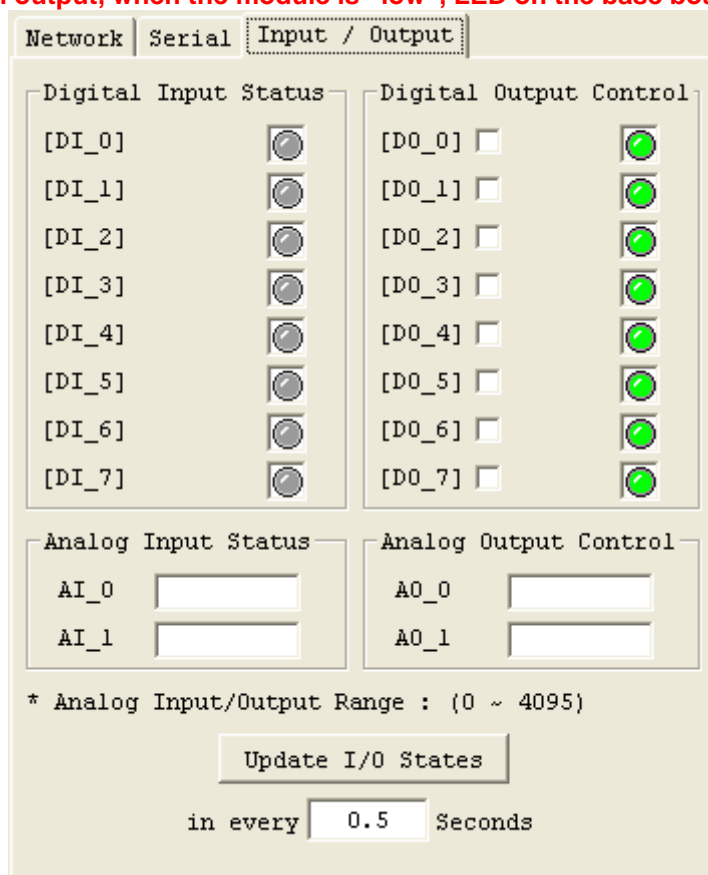 output, when the module is "low", LED on the base bo
Network Serial Input / Output
Digital Input Status Digital Output Control
[DI_0] [DO_0]
[DI_1] [DO_1]
[DI_2] [DO_2]
[DI_3] [DO_3]
[DI_4] [DO_4]
[DI_5] [DO_5]
[DI_6] [DO_6]
[DI_7] [DO_7]
Analog Input Status Analog Output Control
AI_0 AO_0
AI_1 AO_1
* Analog Input/Output Range : (0 ~ 4095)
Update I/O States
in every 0.5 Seconds